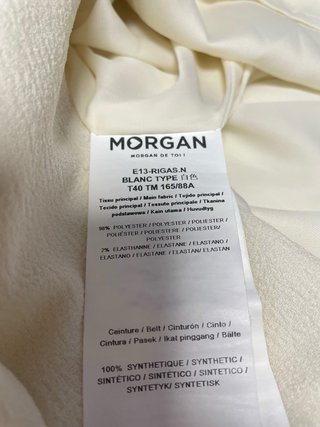 MORGAN
MORGAN DE TOI !
E13-RIGAS.N
BLANC TYPE 白色
T40 TM 165/88A
Tissu principal / Main fabric / Tejido principal /
Tecido principal / Tessuto principale / Tkanina
podstawowa / Kain utama / Huvudtyg
98% POLYESTER / POLYESTER / POLIESTER /
POLIÉSTER / POLIESTERE / POLIESTER/
POLYESTER
2% ELASTHANNE / ELASTANE / ELASTANO /
ELASTANO / ELASTANE / ELASTAN/ ELASTAN
Ceinture / Belt / Cinturón / Cinto /
Cintura / Pasek / Ikat pinggang / Bälte
100% SYNTHETIQUE / SYNTHETIC /
SINTÉTICO / SINTÉTICO / SINTETICO /
SYNTETYK/ SYNTETISK